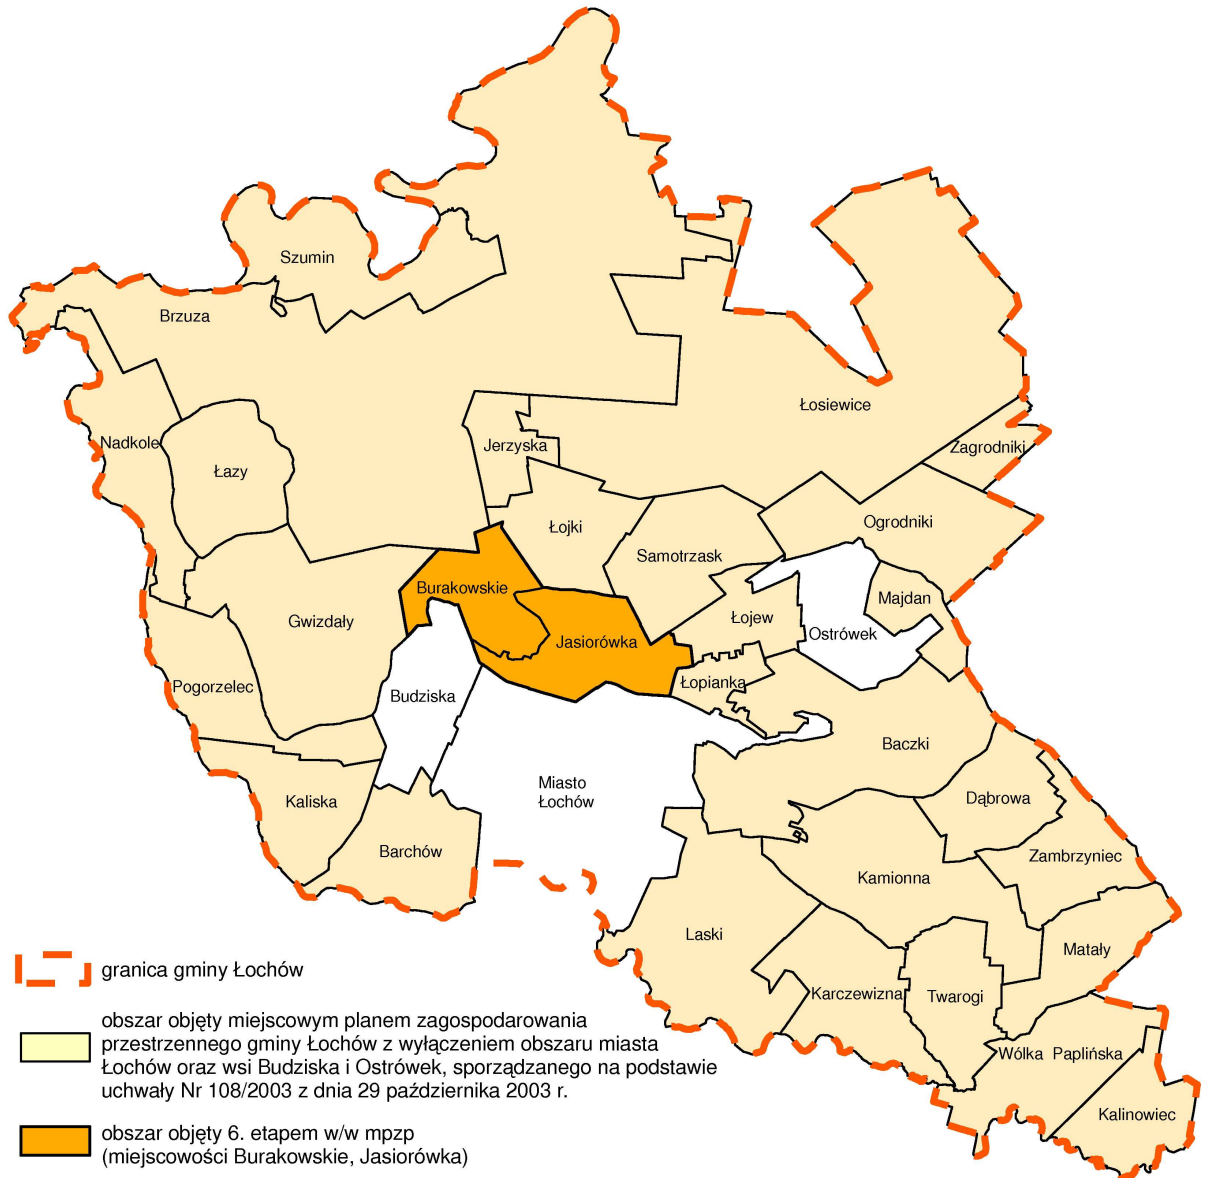 Szumin
Brzuza
Łosiewice
Nadkole
Jerzyska
Zagrodniki
Łazy
Łojki
Ogrodniki
Samotrzask
Burakowskie
Majdan
Gwizdały
Łojew
Ostrówek
Jasiorówka
Pogorzelec
Łopianka
Budziska
Baczki
Miasto
Łochów
Kaliska
Dąbrowa
Barchów
Zambrzyniec
Kamionna
Laski
Matały
Karczewizna
Twarogi
Wólka Paplińska
Kalinowiec
granica gminy Łochów
obszar objęty miejscowym planem zagospodarowania
przestrzennego gminy Łochów z wyłączeniem obszaru miasta
Łochów oraz wsi Budziska i Ostrówek, sporządzanego na podstawie
uchwały Nr 108/2003 z dnia 29 października 2003 r.
obszar objęty 6. etapem w/w mpzp
(miejscowości Burakowskie, Jasiorówka)